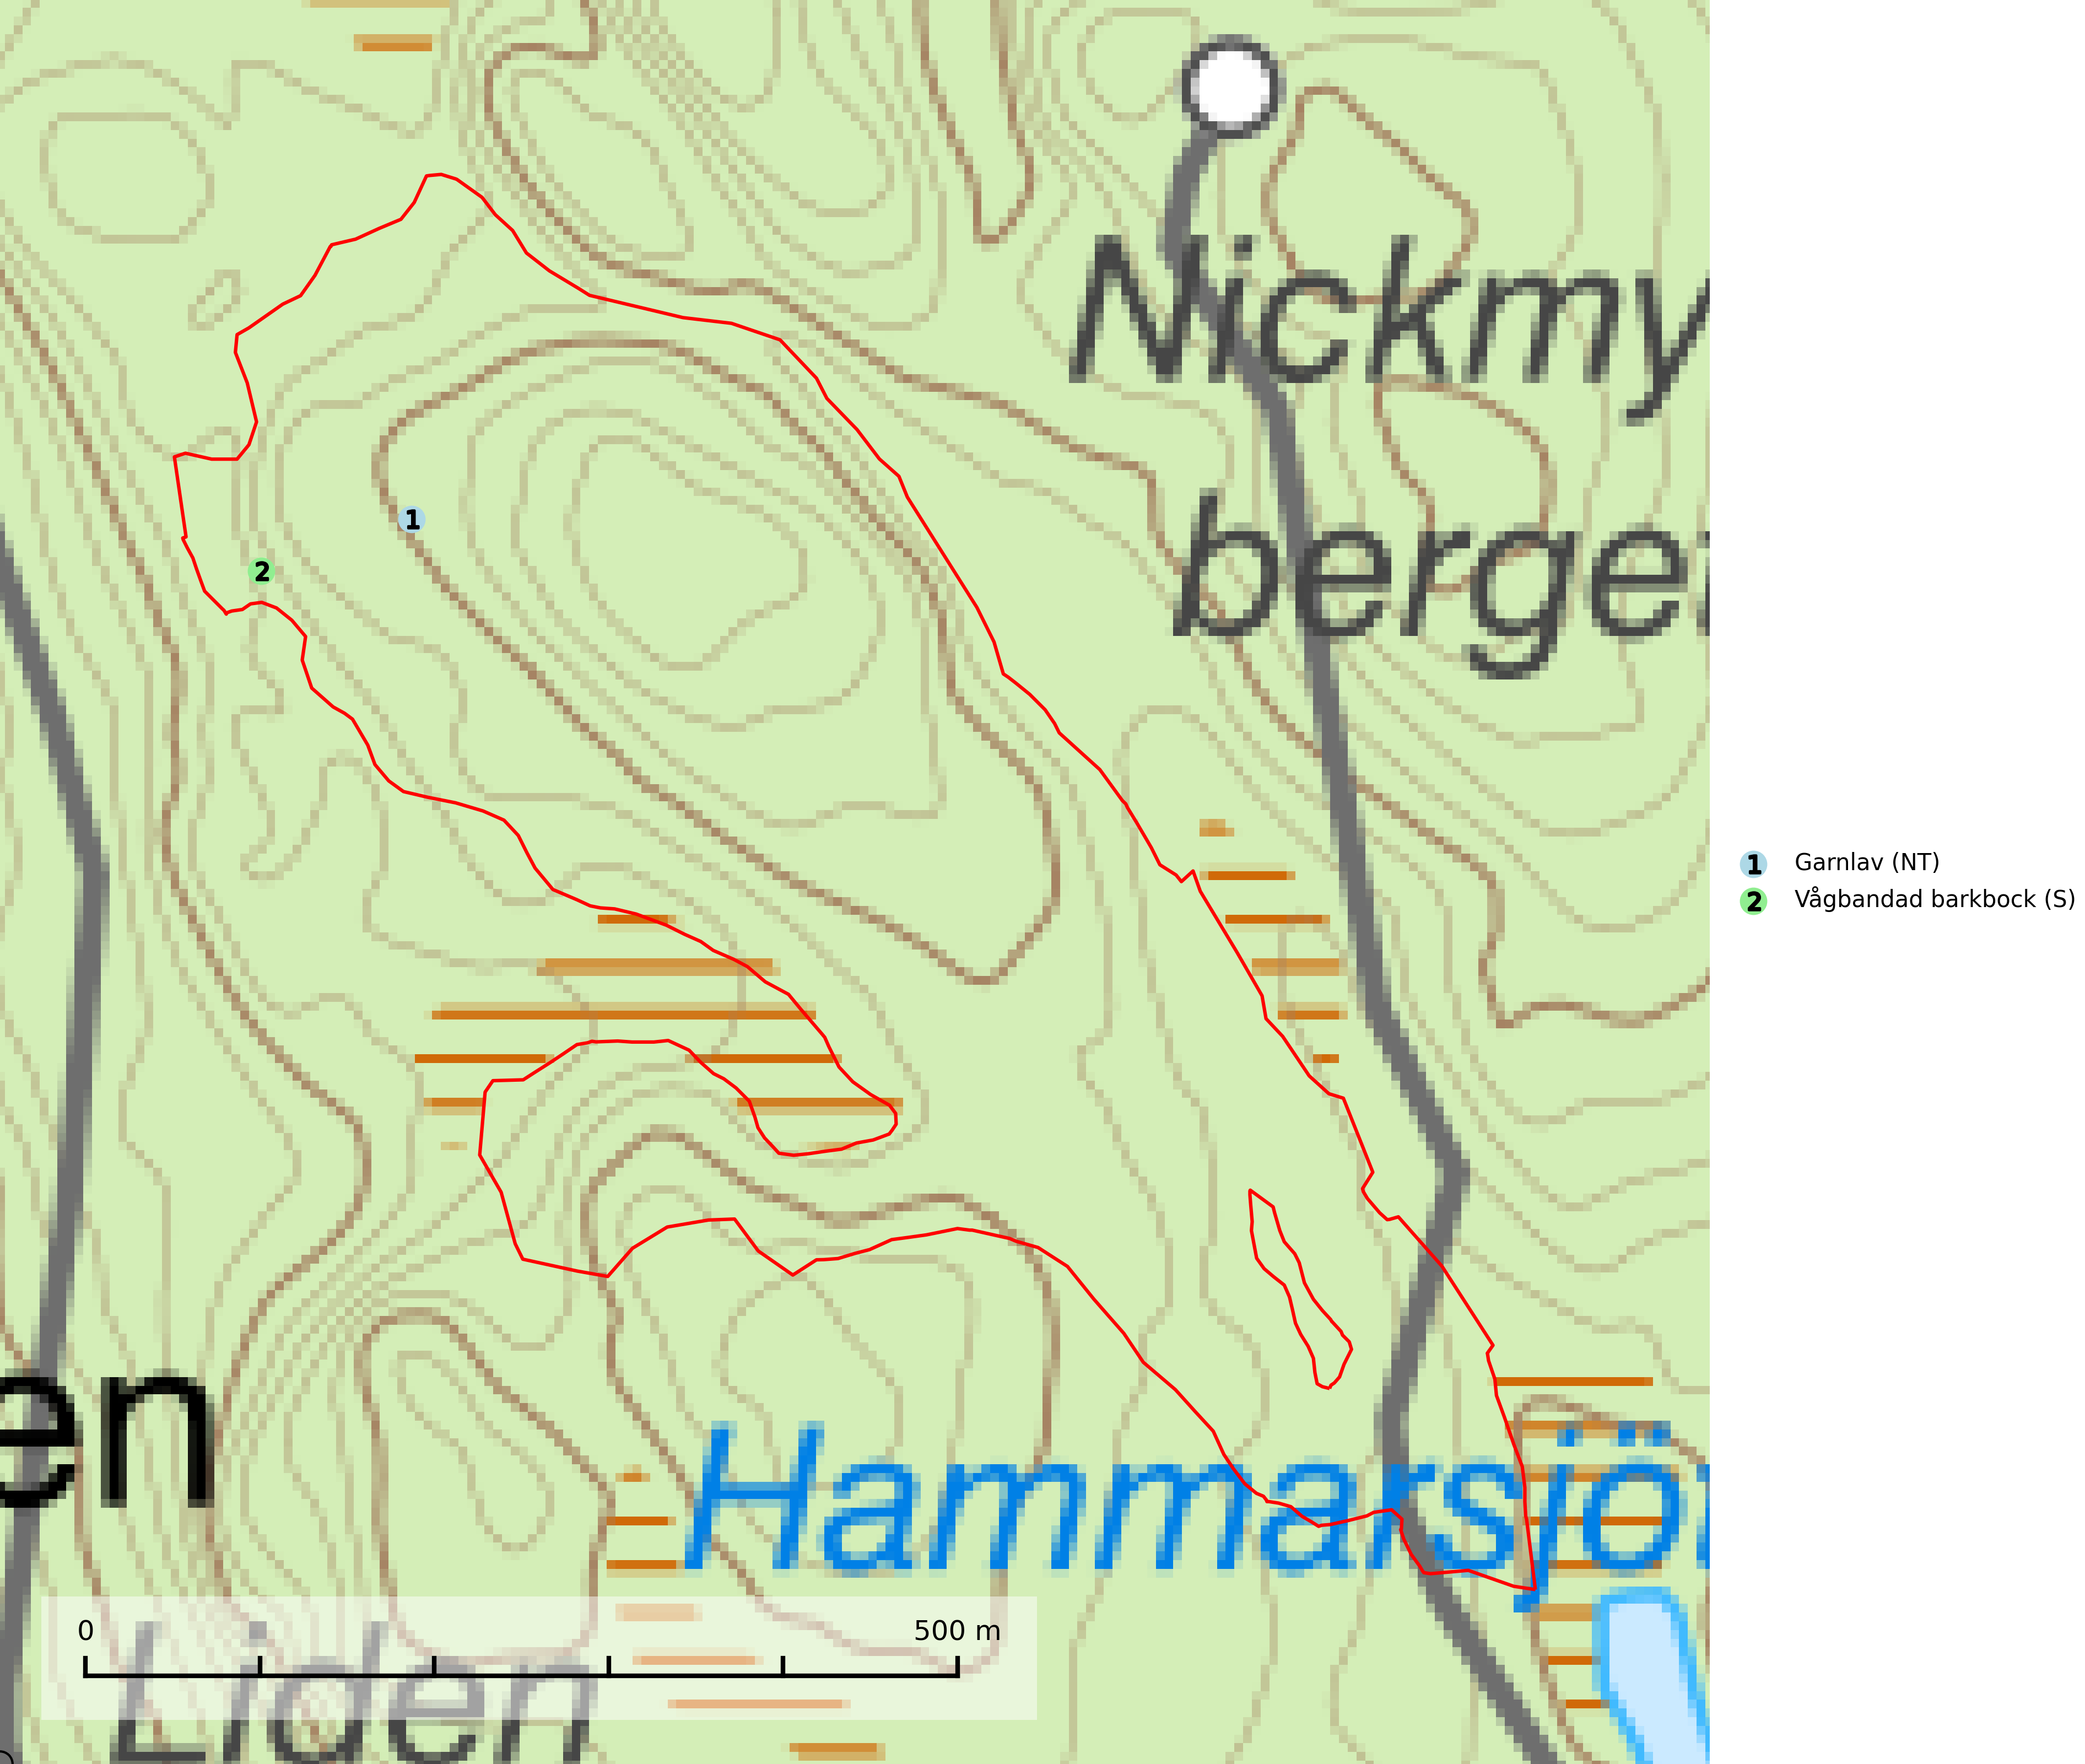 Nickmy
berge
1
2
1 Garnlav (NT)
2 Vågbandad barkbock (S)
en
Hammarsjö
0 500 m
Liden